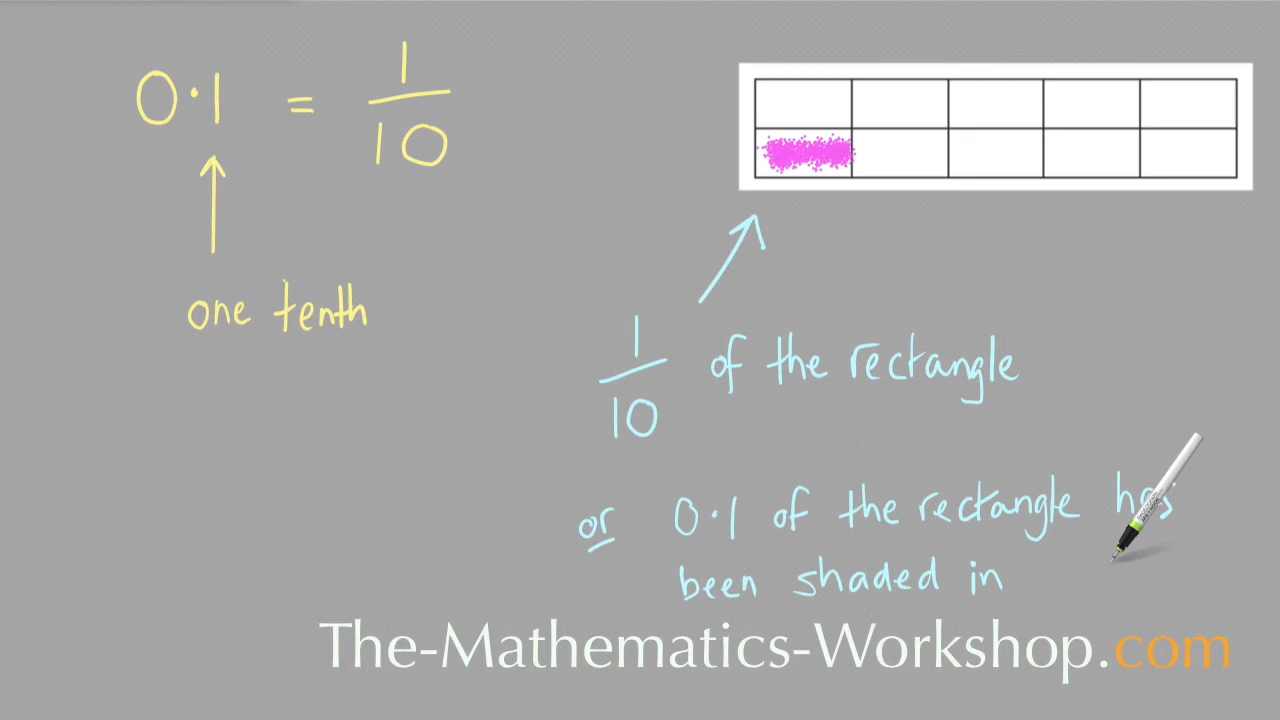 0·1 = 1/10
one tenth
1/10 of the rectangle
or 0·1 of the rectangle has
been shaded in
The-Mathematics-Workshop.com